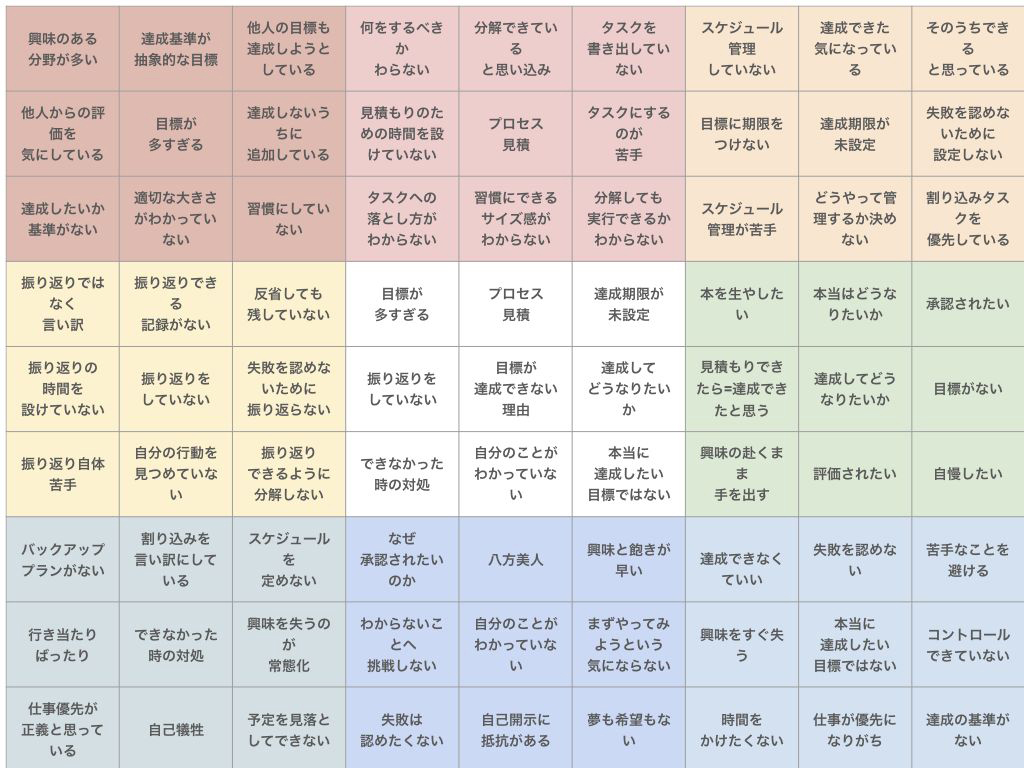 興味のある
分野が多い
達成基準が
抽象的な目標
他人の目標も
達成しようと
している
何をするべき
か
わらない
分解できてい
る
と思い込み
タスクを
書き出してい
ない
スケジュール
管理
していない
達成できた
気になってい
る
そのうちでき
る
と思っている
他人からの評
価を
気にしている
目標が
多すぎる
達成しないう
ちに
追加している
見積もりのた
めの時間を設
けていない
プロセス
見積
タスクにする
のが
苦手
目標に期限を
つけない
達成期限が
未設定
失敗を認めな
いために
設定しない
達成したいか
基準がない
適切な大きさ
がわかってい
ない
習慣にしてい
ない
タスクへの
落とし方が
わからない
習慣にできる
サイズ感が
わからない
分解しても
実行できるか
わからない
スケジュール
管理が苦手
どうやって管
理するか決め
ない
割り込みタス
クを
優先している
振り返りでは
なく
言い訳
振り返りでき
る
記録がない
反省しても
残していない
目標が
多すぎる
プロセス
見積
達成期限が
未設定
本を生やした
い
本当はどうな
りたいか
承認されたい
振り返りの
時間を
設けていない
振り返りを
していない
失敗を認めな
いために
振り返らない
振り返りを
していない
目標が
達成できない
理由
達成して
どうなりたい
か
見積もりでき
たら=達成でき
たと思う
達成してどう
なりたいか
目標がない
振り返り自体
苦手
自分の行動を
見つめていな
い
振り返り
できるように
分解しない
できなかった
時の対処
自分のことが
わかっていな
い
本当に
達成したい
目標ではない
興味の赴くま
ま
手を出す
評価されたい
自慢したい
バックアップ
プランがない
割り込みを
言い訳にして
いる
スケジュール
を
定めない
なぜ
承認されたい
のか
八方美人
興味と飽きが
早い
達成できなく
ていい
失敗を認めな
い
苦手なことを
避ける
行き当たり
ばったり
できなかった
時の対処
興味を失うの
が
常態化
わからないこ
とへ
挑戦しない
自分のことが
わかっていな
い
まずやってみ
ようという
気にならない
興味をすぐ失
う
本当に
達成したい
目標ではない
コントロール
できていない
仕事優先が
正義と思って
いる
自己犠牲
予定を見落と
してできない
失敗は
認めたくない
自己開示に
抵抗がある
夢も希望もな
い
時間を
かけたくない
仕事が優先に
なりがち
達成の基準が
ない